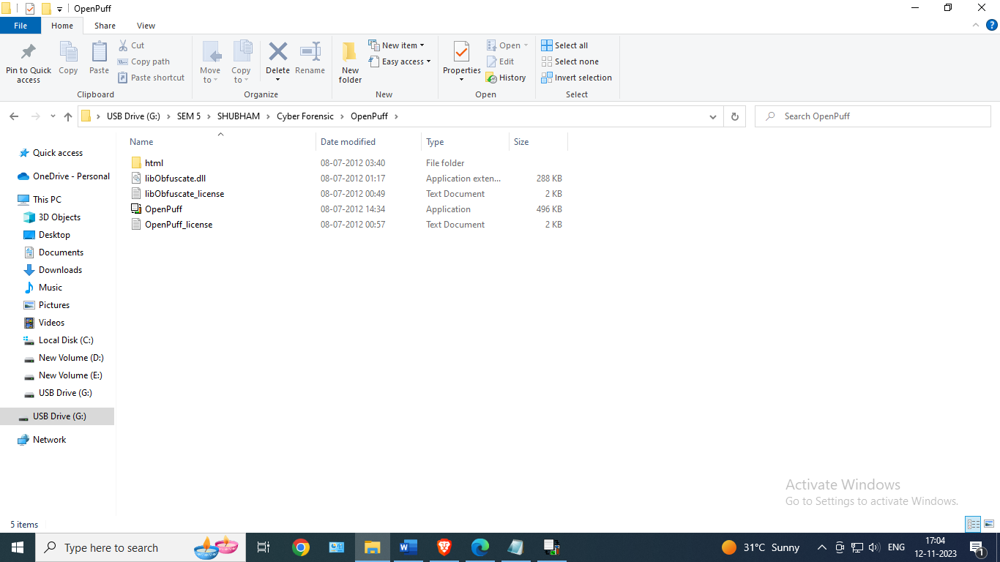 OpenPuff
File Home Share View
Pin to Quick access
Copy
Paste
Cut
Copy path
Paste shortcut
Clipboard
Move to
Copy to
Delete
Rename
Organize
New folder
New item
Easy access
New
Properties
Open
Edit
History
Open
Select all
Select none
Invert selection
Select
USB Drive (G:) SEM 5 SHUBHAM Cyber Forensic OpenPuff
Search OpenPuff
Name Date modified Type Size
html 08-07-2012 03:40 File folder
libObfuscate.dll 08-07-2012 01:17 Application exten... 288 KB
libObfuscate_license 08-07-2012 00:49 Text Document 2 KB
OpenPuff 08-07-2012 14:34 Application 496 KB
OpenPuff_license 08-07-2012 00:57 Text Document 2 KB
Quick access
OneDrive - Personal
This PC
3D Objects
Desktop
Documents
Downloads
Music
Pictures
Videos
Local Disk (C:)
New Volume (D:)
New Volume (E:)
USB Drive (G:)
USB Drive (G:)
Network
Activate Windows
Go to Settings to activate Windows.
5 items
Type here to search
31°C Sunny
ENG
17:04
12-11-2023
1